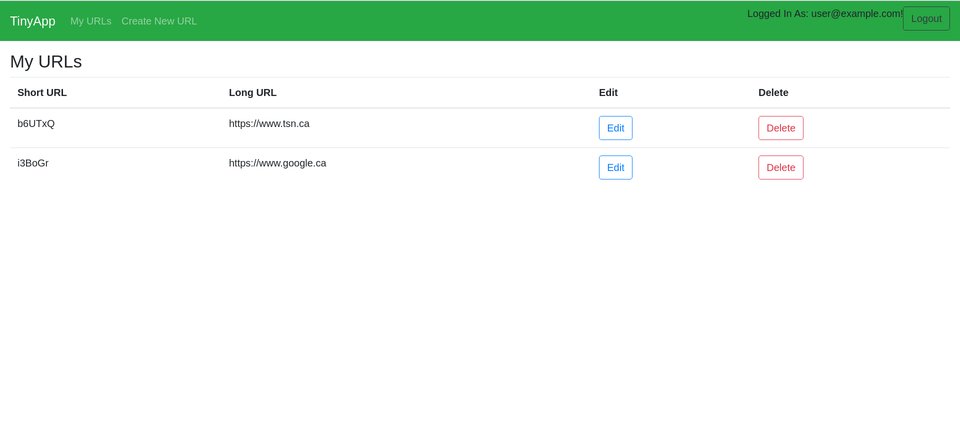 TinyApp My URLs Create New URL Logged In As: user@example.com! Logout
My URLs
Short URL Long URL Edit Delete
b6UTxQ https://www.tsn.ca Edit Delete
i3BoGr https://www.google.ca Edit Delete